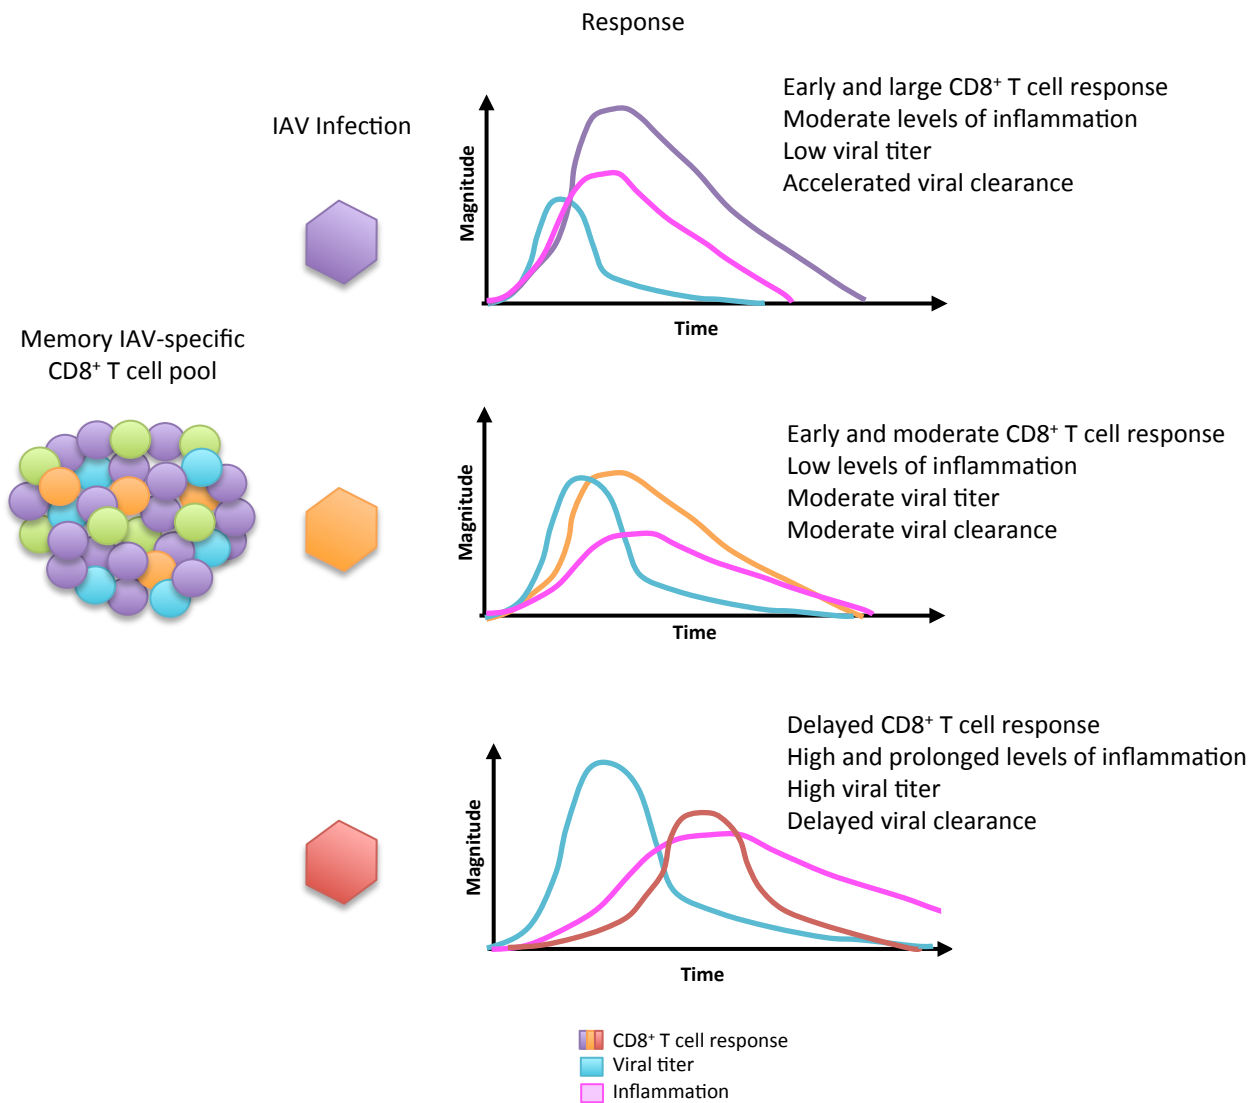 Response
IAV Infection
Early and large CD8⁺ T cell response
Moderate levels of inflammation
Low viral titer
Accelerated viral clearance
Magnitude
Time
Memory IAV-specific
CD8⁺ T cell pool
Early and moderate CD8⁺ T cell response
Low levels of inflammation
Moderate viral titer
Moderate viral clearance
Magnitude
Time
Delayed CD8⁺ T cell response
High and prolonged levels of inflammation
High viral titer
Delayed viral clearance
Magnitude
Time
CD8⁺ T cell response
Viral titer
Inflammation